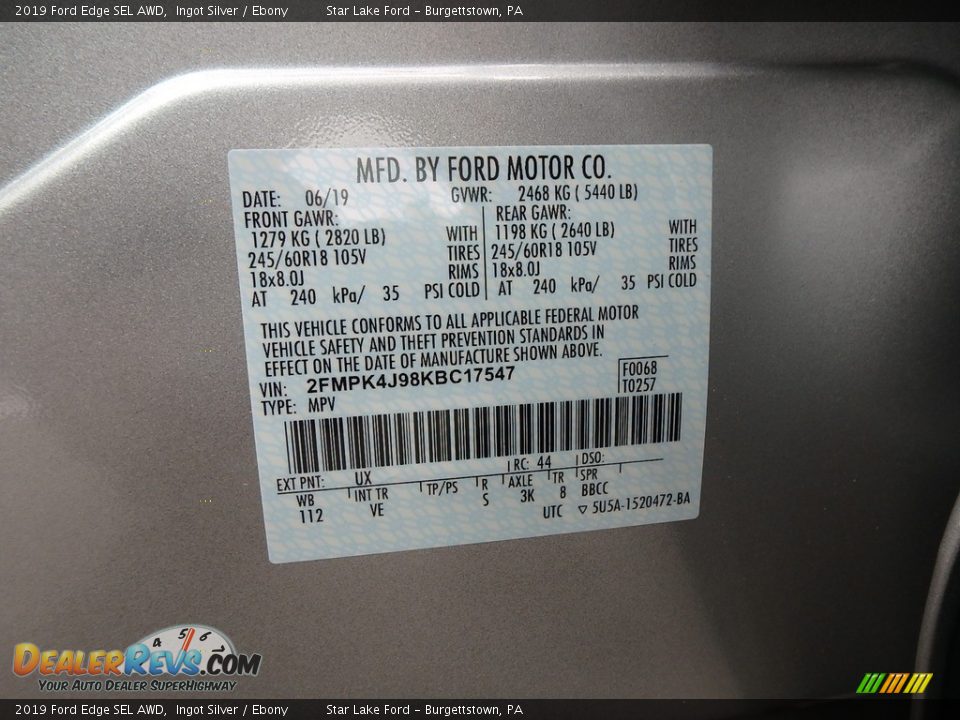 2019 Ford Edge SEL AWD, Ingot Silver / Ebony Star Lake Ford - Burgettstown, PA
MFD. BY FORD MOTOR CO.
DATE: 06/19 GVWR: 2468 KG ( 5440 LB)
FRONT GAWR: REAR GAWR:
1279 KG ( 2820 LB) WITH 1198 KG ( 2640 LB) WITH
245/60R18 105V TIRES 245/60R18 105V TIRES
18x8.0J RIMS 18x8.0J RIMS
AT 240 kPa/ 35 PSI COLD AT 240 kPa/ 35 PSI COLD
THIS VEHICLE CONFORMS TO ALL APPLICABLE FEDERAL MOTOR
VEHICLE SAFETY AND THEFT PREVENTION STANDARDS IN
EFFECT ON THE DATE OF MANUFACTURE SHOWN ABOVE.
VIN: 2FMPK4J98KBC17547 F0068
TYPE: MPV T0257
EXT PNT: UX RC: 44 DSO:
WB INT TR TP/PS R AXLE TR SPR
112 VE S 3K 8 BBCC
UTC ▽ 5U5A-1520472-BA
4 5 6 7
DealerRevs.com
Your Auto Dealer SuperHighway
2019 Ford Edge SEL AWD, Ingot Silver / Ebony Star Lake Ford - Burgettstown, PA